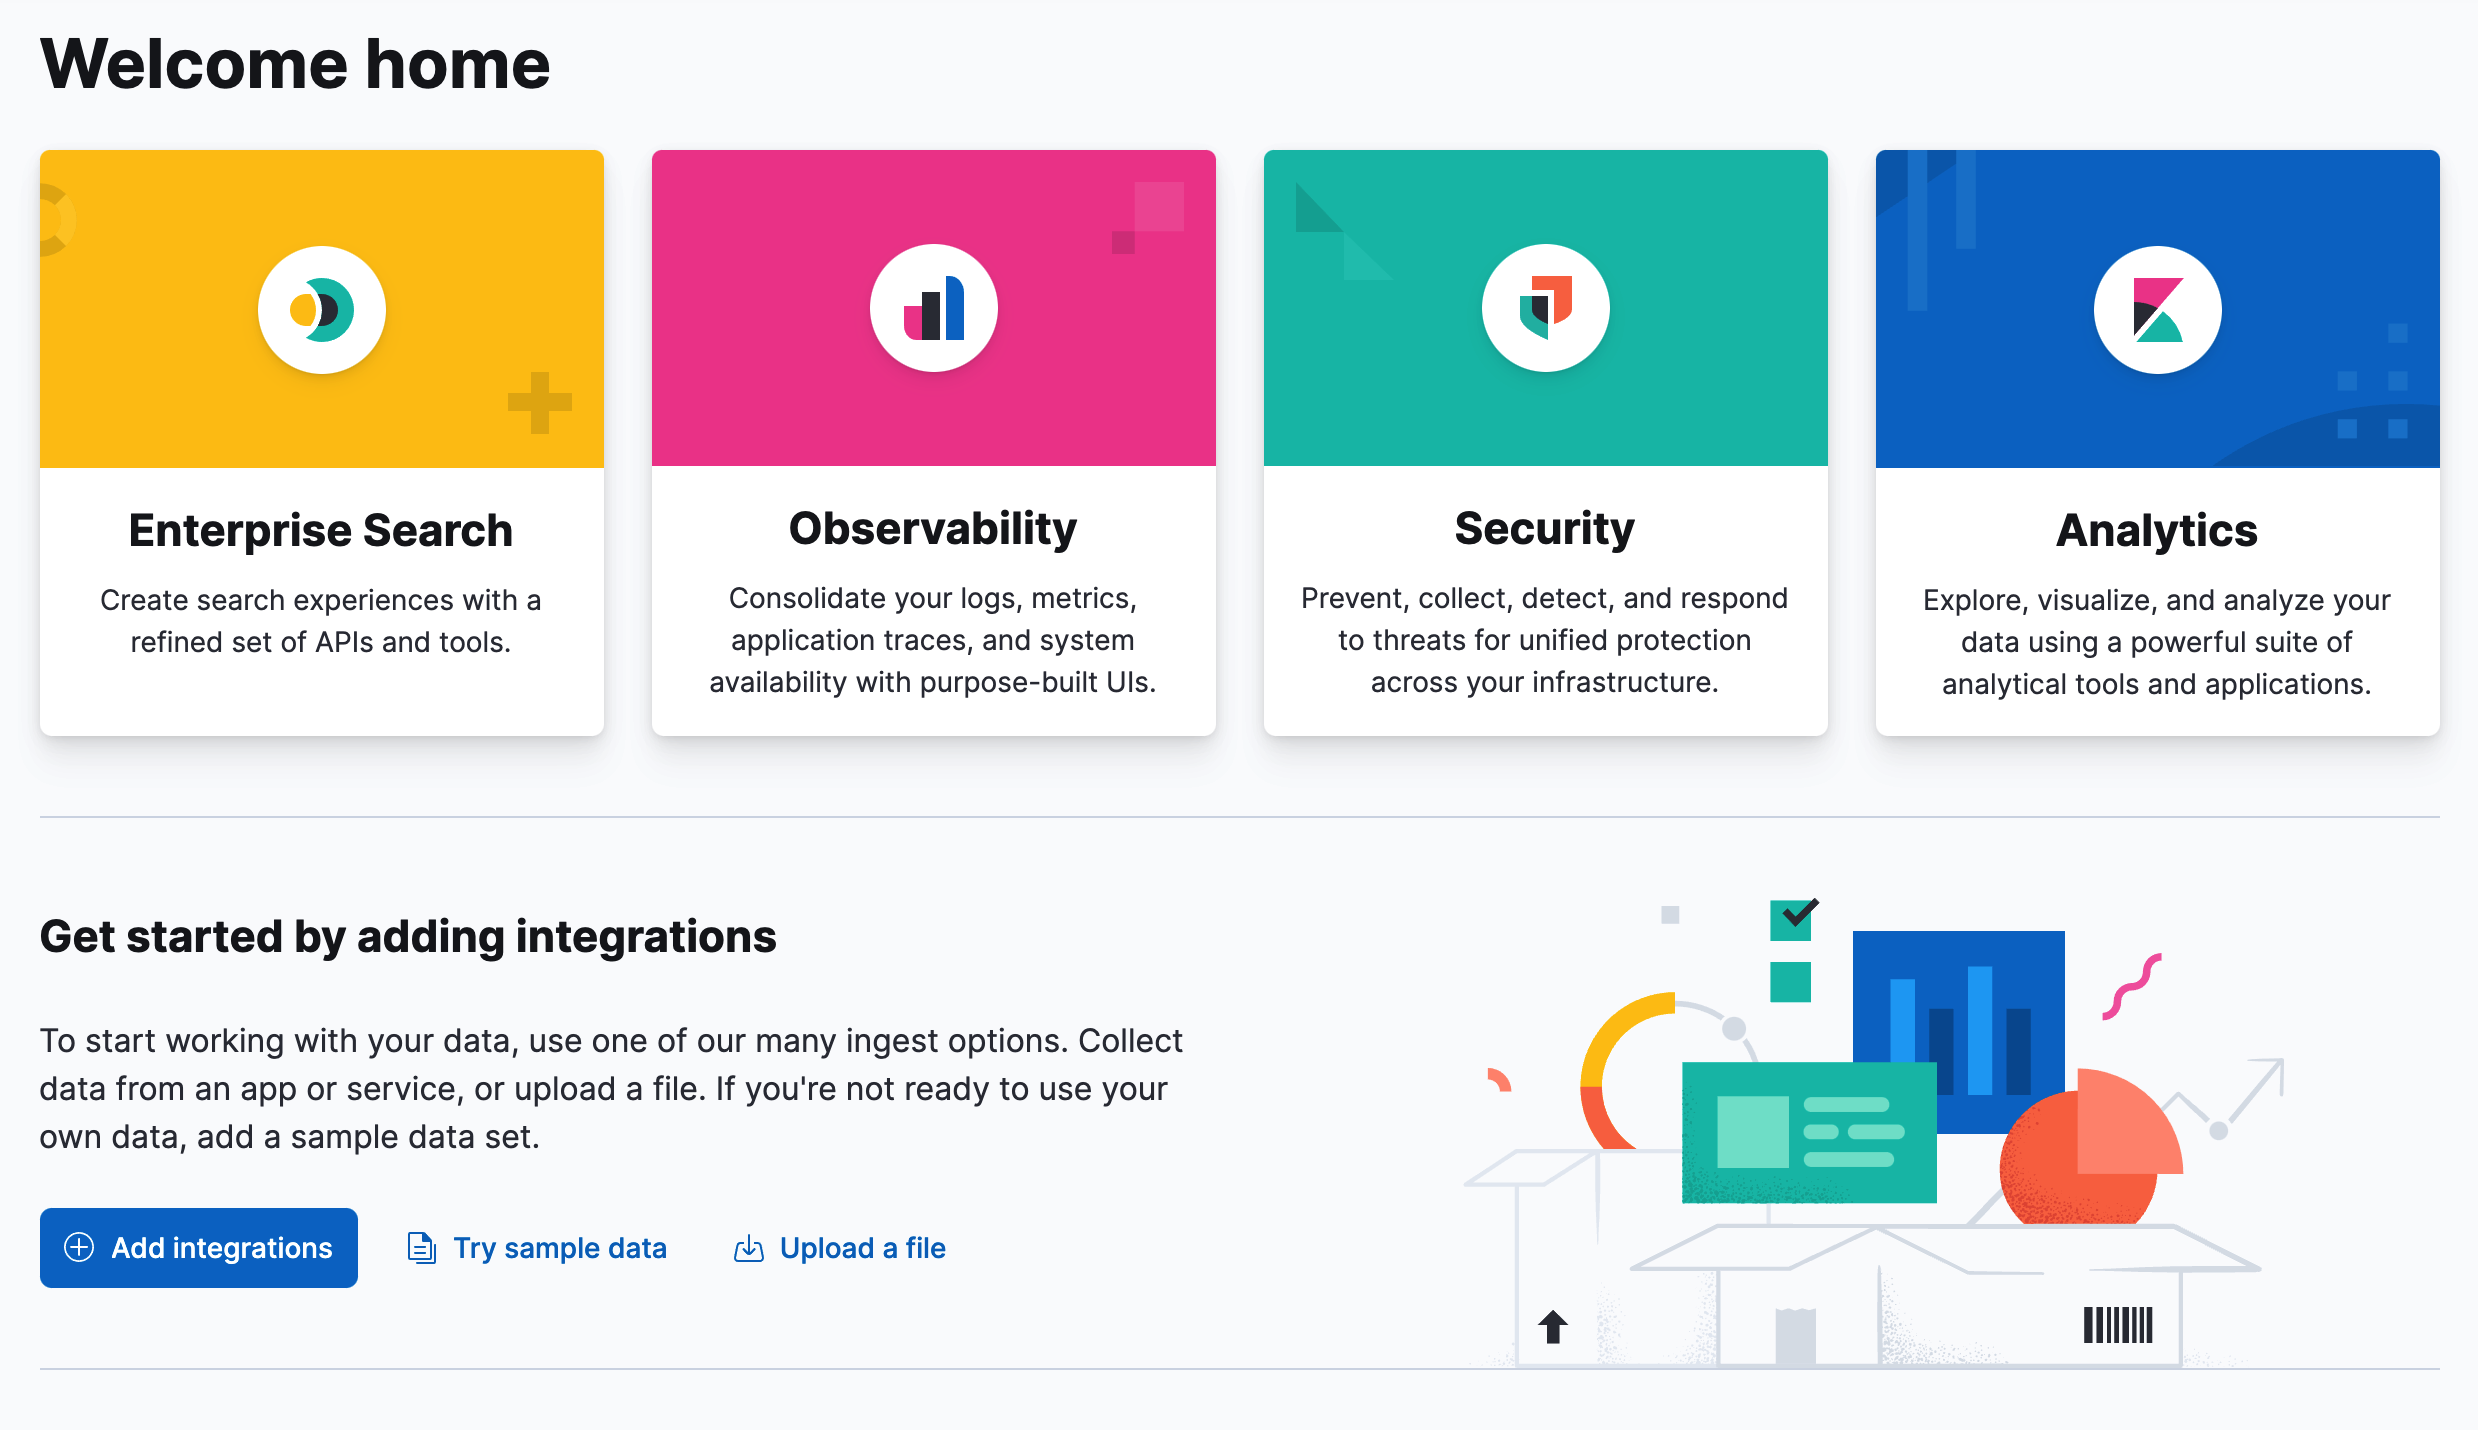 Welcome home
Enterprise Search
Create search experiences with a
refined set of APIs and tools.
Observability
Consolidate your logs, metrics,
application traces, and system
availability with purpose-built UIs.
Security
Prevent, collect, detect, and respond
to threats for unified protection
across your infrastructure.
Analytics
Explore, visualize, and analyze your
data using a powerful suite of
analytical tools and applications.
Get started by adding integrations
To start working with your data, use one of our many ingest options. Collect
data from an app or service, or upload a file. If you're not ready to use your
own data, add a sample data set.
Add integrations
Try sample data
Upload a file